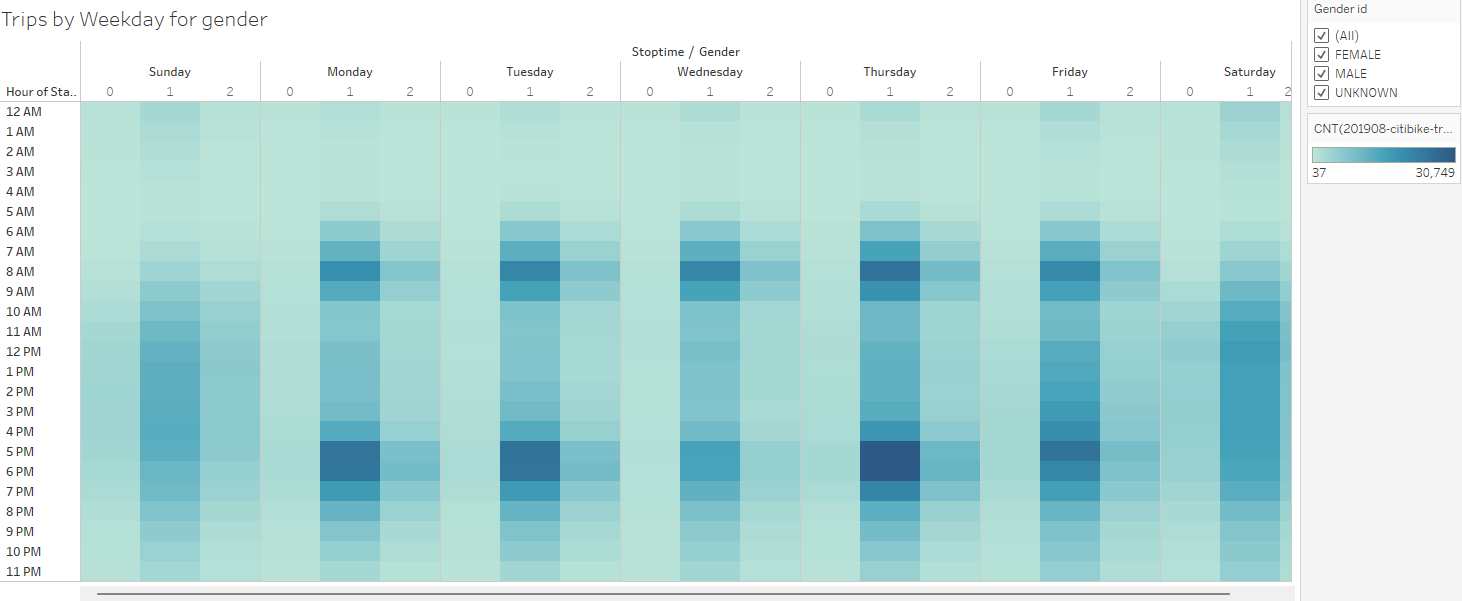 Trips by Weekday for gender
Stoptime / Gender
Sunday Monday Tuesday Wednesday Thursday Friday Saturday
Hour of Sta.. 0 1 2 0 1 2 0 1 2 0 1 2 0 1 2 0 1 2 0 1 2
12 AM
1 AM
2 AM
3 AM
4 AM
5 AM
6 AM
7 AM
8 AM
9 AM
10 AM
11 AM
12 PM
1 PM
2 PM
3 PM
4 PM
5 PM
6 PM
7 PM
8 PM
9 PM
10 PM
11 PM
Gender id
(All)
FEMALE
MALE
UNKNOWN
CNT(201908-citibike-tr...
37 30,749